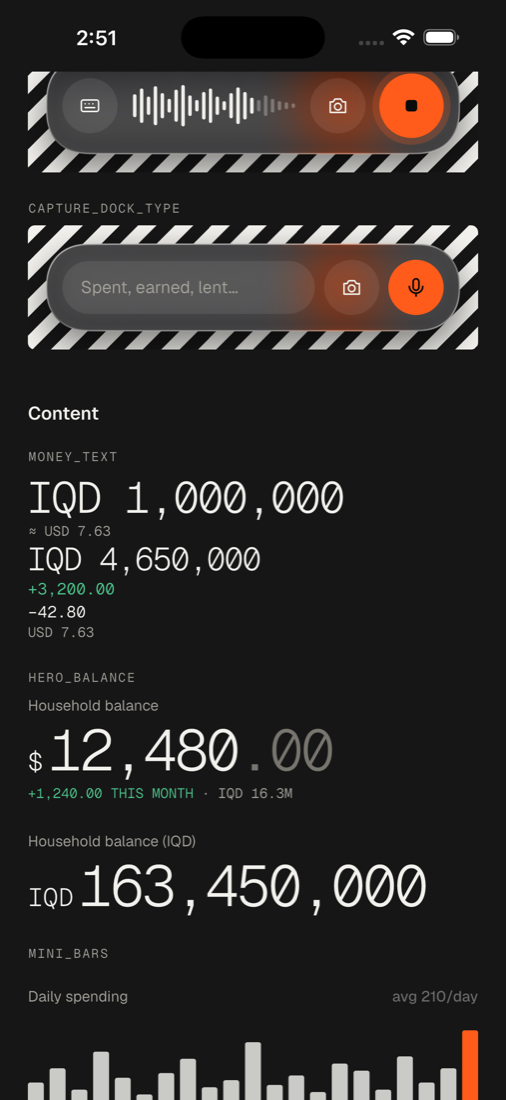 2:51
CAPTURE_DOCK_TYPE
Spent, earned, lent…
Content
MONEY_TEXT
IQD 1,000,000
≈ USD 7.63
IQD 4,650,000
+3,200.00
−42.80
USD 7.63
HERO_BALANCE
Household balance
$12,480.00
+1,240.00 THIS MONTH · IQD 16.3M
Household balance (IQD)
IQD 163,450,000
MINI_BARS
Daily spending avg 210/day